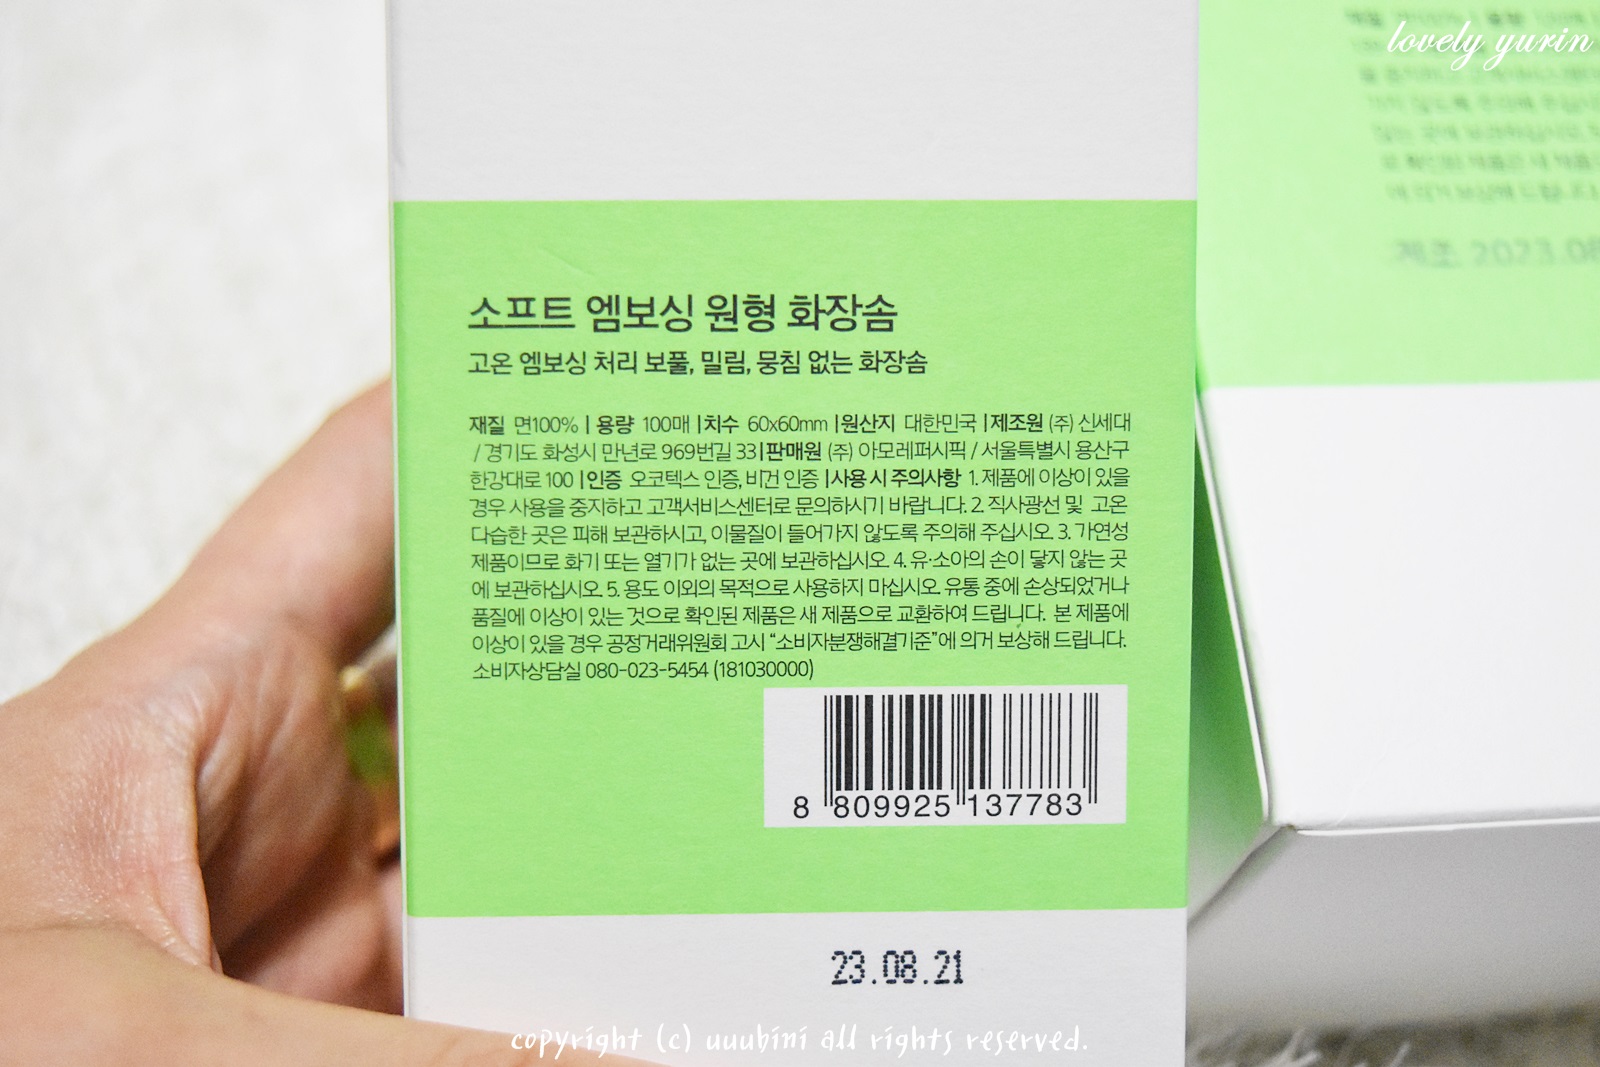 lovely yurin
소프트 엠보싱 원형 화장솜
고온 엠보싱 처리 보풀, 밀림, 뭉침 없는 화장솜
재질 면100% | 용량 100매 | 치수 60x60mm | 원산지 대한민국 | 제조원 (주) 신세대
/ 경기도 화성시 만년로 969번길 33 | 판매원 (주) 아모레퍼시픽 / 서울특별시 용산구
한강대로 100 | 인증 오코텍스 인증, 비건 인증 | 사용 시 주의사항 1. 제품에 이상이 있을
경우 사용을 중지하고 고객서비스센터로 문의하시기 바랍니다. 2. 직사광선 및 고온
다습한 곳은 피해 보관하시고, 이물질이 들어가지 않도록 주의해 주십시오. 3. 가연성
제품이므로 화기 또는 열기가 없는 곳에 보관하십시오. 4. 유·소아의 손이 닿지 않는 곳
에 보관하십시오. 5. 용도 이외의 목적으로 사용하지 마십시오. 유통 중에 손상되었거나
품질에 이상이 있는 것으로 확인된 제품은 새 제품으로 교환하여 드립니다. 본 제품에
이상이 있을 경우 공정거래위원회 고시 “소비자분쟁해결기준”에 의거 보상해 드립니다.
소비자상담실 080-023-5454 (181030000)
8 809925 137783
23.08.21
제조 2023.08
copyright (c) uuubini all rights reserved.